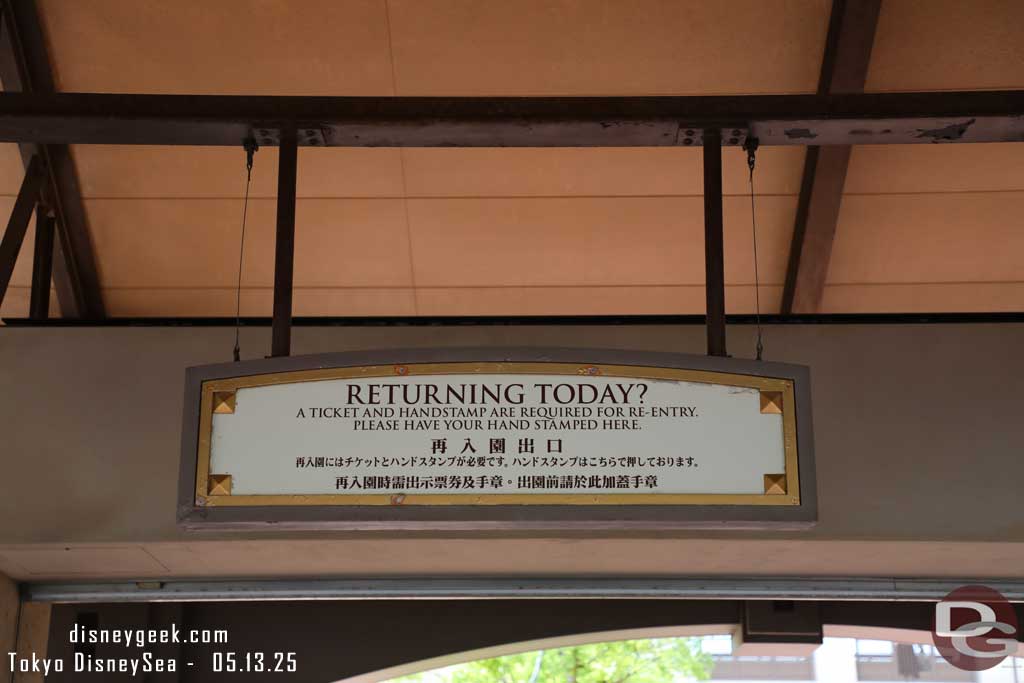 RETURNING TODAY?
A TICKET AND HANDSTAMP ARE REQUIRED FOR RE-ENTRY.
PLEASE HAVE YOUR HAND STAMPED HERE.
再入園出口
再入園にはチケットとハンドスタンプが必要です。ハンドスタンプはこちらで押しております。
再入園時需出示票券及手章。出園前請於此加蓋手章
disneygeek.com
Tokyo DisneySea - 05.13.25
DG